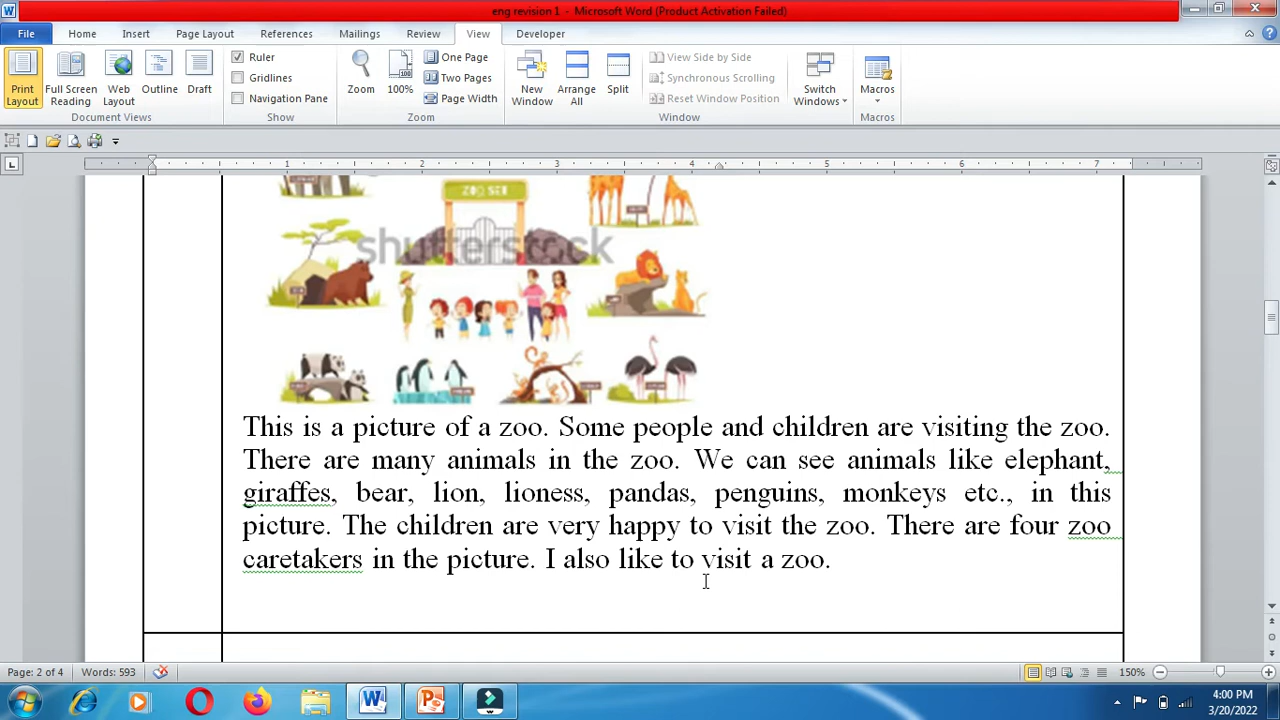 eng revision 1 - Microsoft Word (Product Activation Failed)
File Home Insert Page Layout References Mailings Review View Developer
Print Layout
Full Screen Reading
Web Layout
Outline
Draft
Document Views
Ruler
Gridlines
Navigation Pane
Show
Zoom
100%
One Page
Two Pages
Page Width
Zoom
New Window
Arrange All
Split
View Side by Side
Synchronous Scrolling
Reset Window Position
Window
Switch Windows
Macros
Macros
1 2 3 4 5 6 7
ZOO
shutterstock
This is a picture of a zoo. Some people and children are visiting the zoo.
There are many animals in the zoo. We can see animals like elephant,
giraffes, bear, lion, lioness, pandas, penguins, monkeys etc., in this
picture. The children are very happy to visit the zoo. There are four zoo
caretakers in the picture. I also like to visit a zoo.
Page: 2 of 4 Words: 593 150%
4:00 PM
3/20/2022